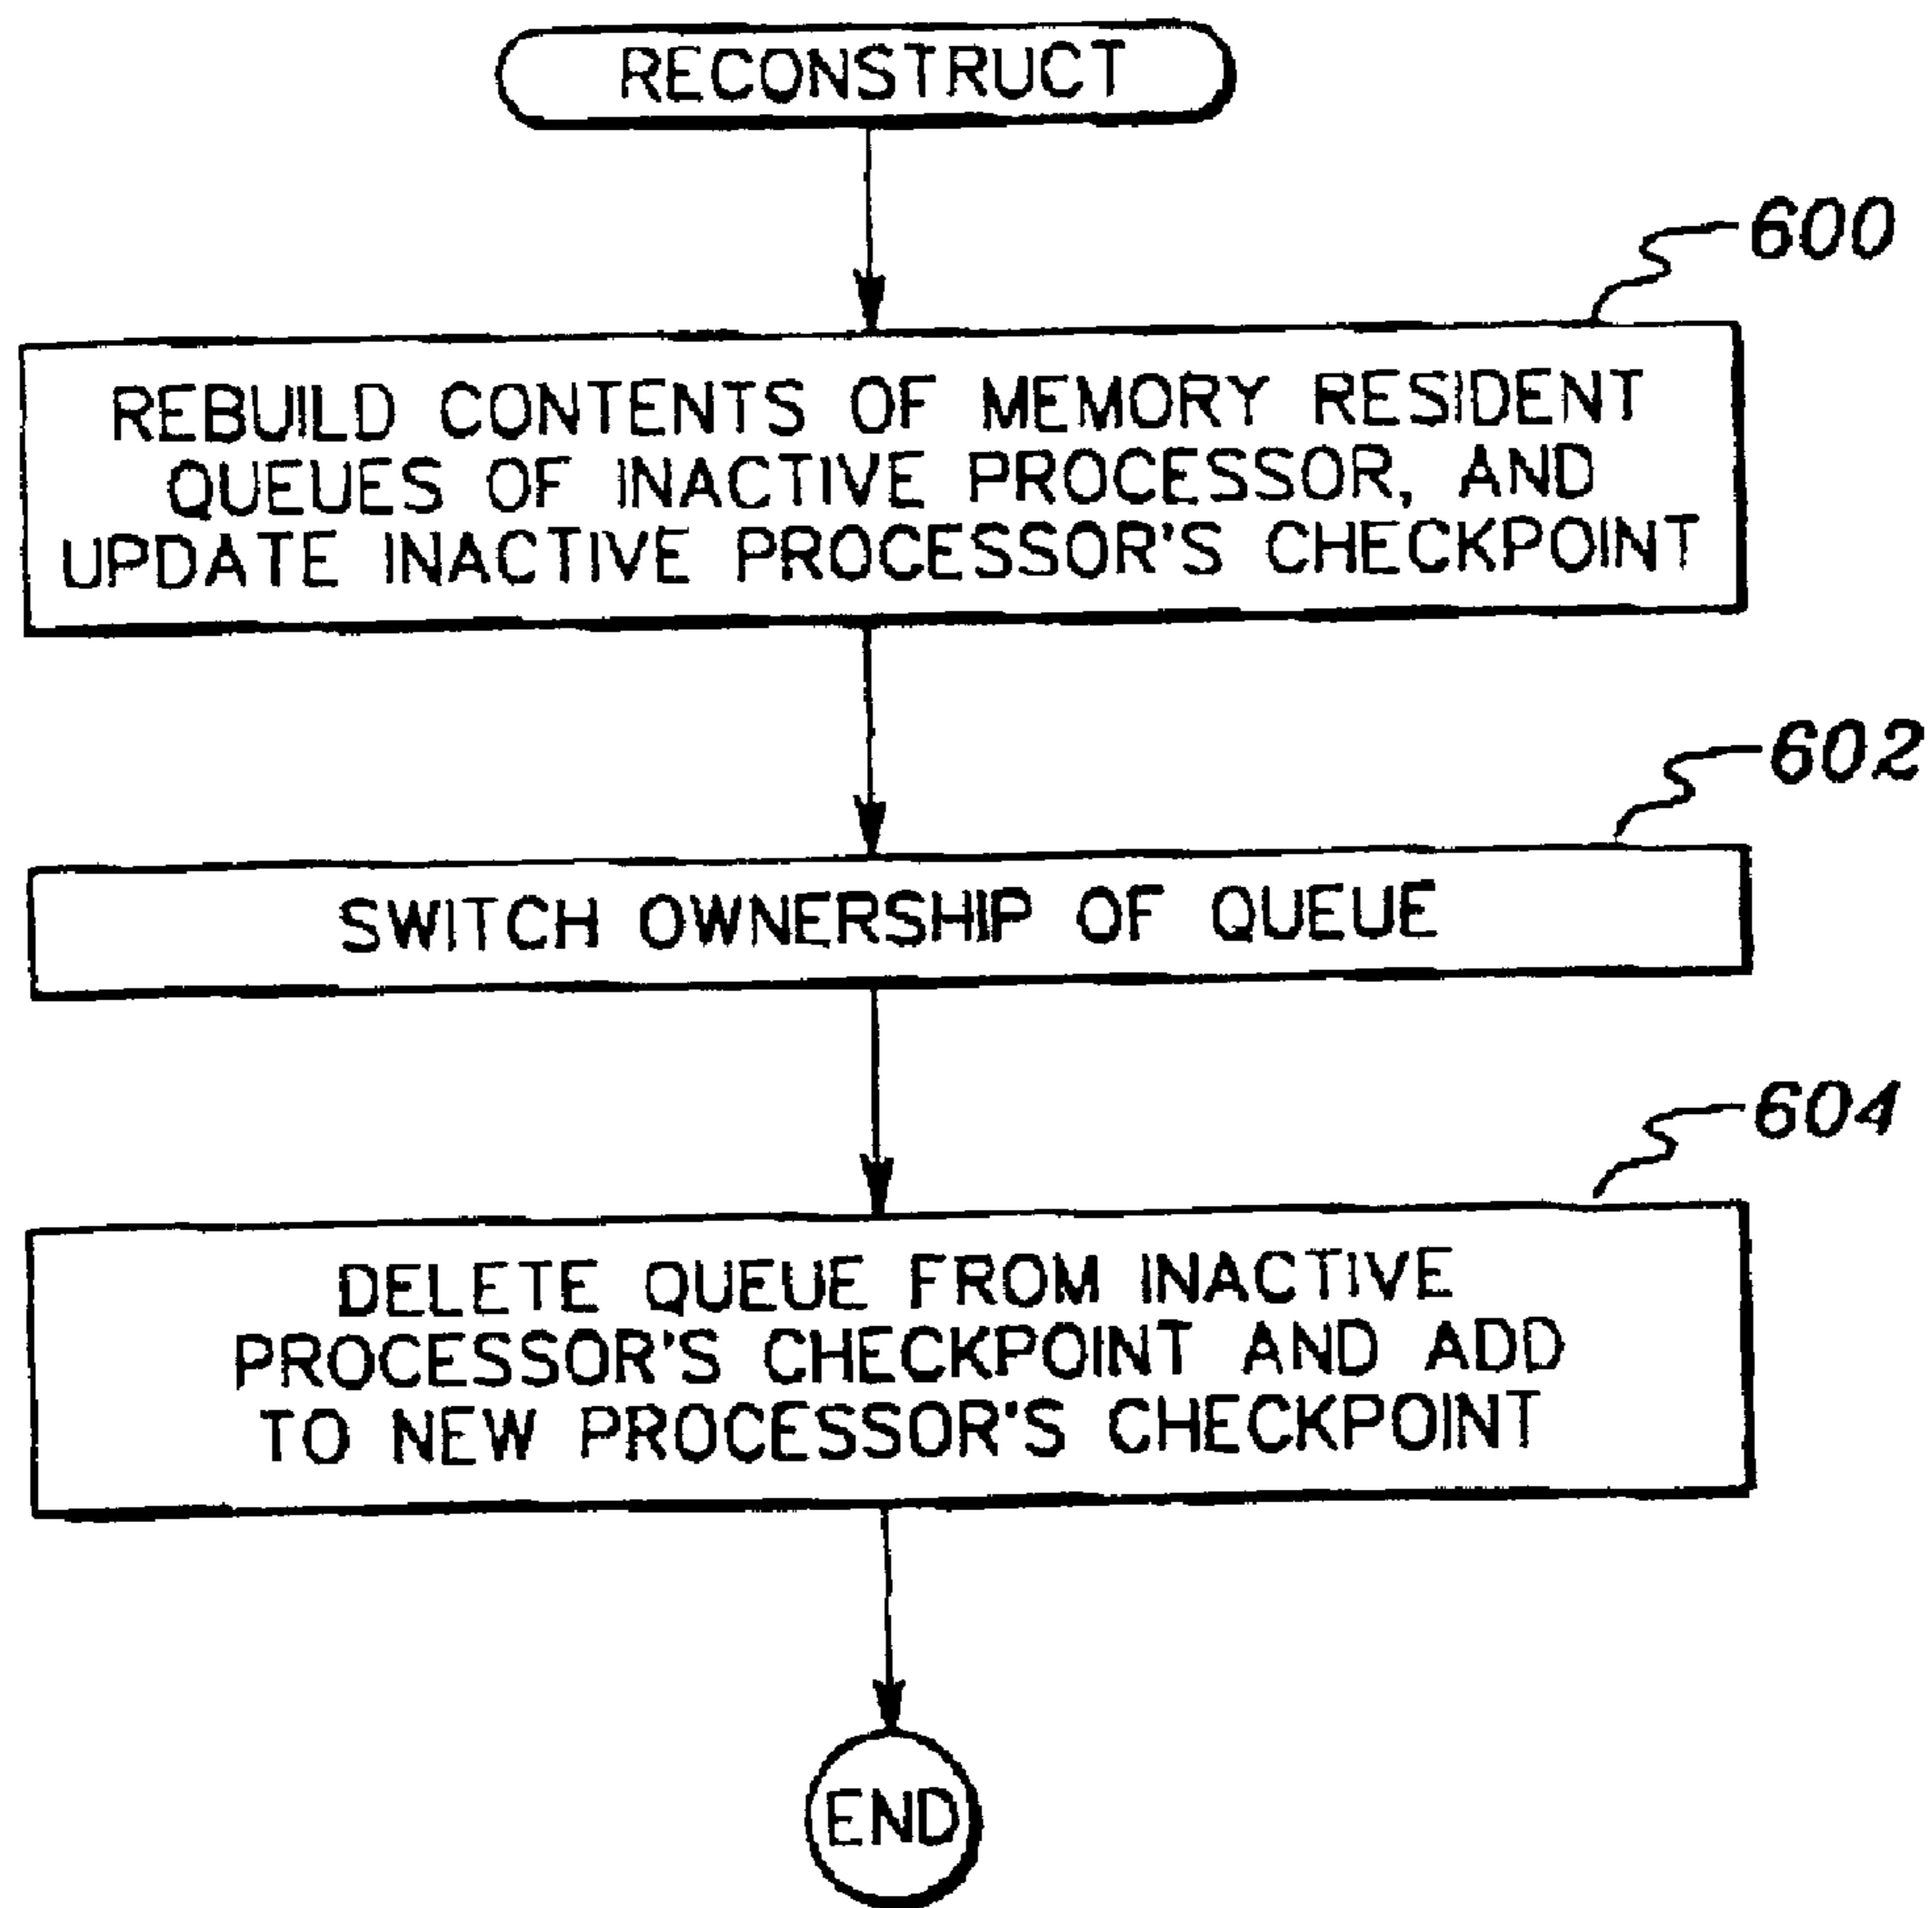 RECONSTRUCT
600
REBUILD CONTENTS OF MEMORY RESIDENT
QUEUES OF INACTIVE PROCESSOR, AND
UPDATE INACTIVE PROCESSOR'S CHECKPOINT
602
SWITCH OWNERSHIP OF QUEUE
604
DELETE QUEUE FROM INACTIVE
PROCESSOR'S CHECKPOINT AND ADD
TO NEW PROCESSOR'S CHECKPOINT
END